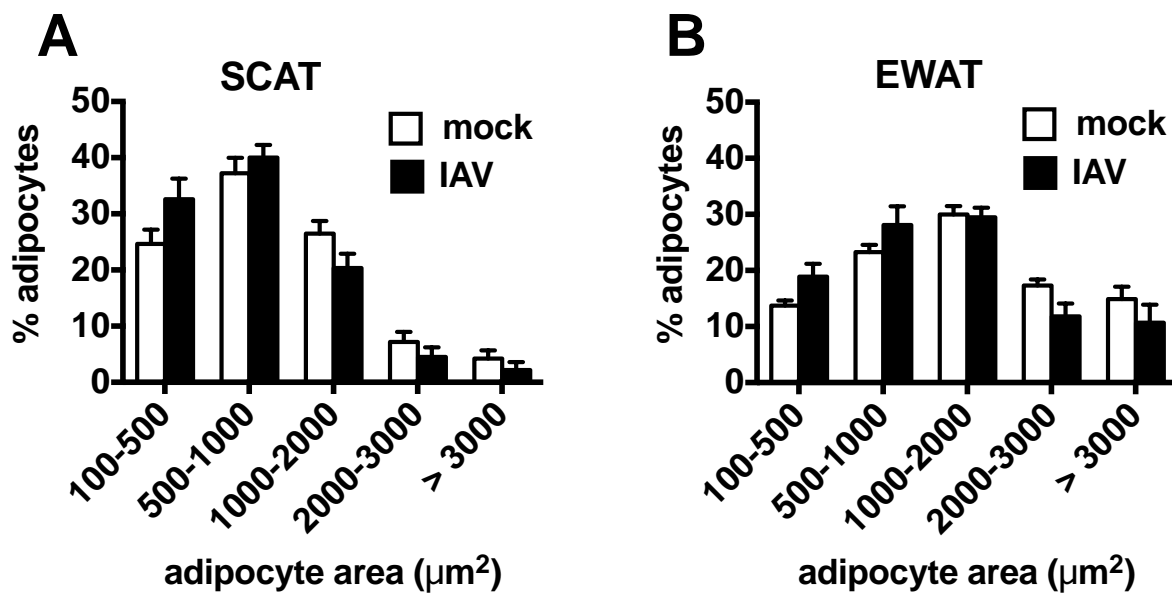 A
SCAT
% adipocytes
50
40
30
20
10
0
mock
IAV
100-500
500-1000
1000-2000
2000-3000
> 3000
adipocyte area (µm²)
B
EWAT
% adipocytes
50
40
30
20
10
0
mock
IAV
100-500
500-1000
1000-2000
2000-3000
> 3000
adipocyte area (µm²)